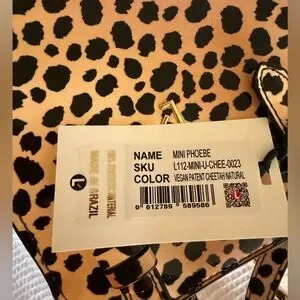 NAME MINI PHOEBE
SKU L112-MINI-U-CHEE-0023
COLOR VEGAN PATENT CHEETAH NATURAL
0 612789 589586
L
MATERIAL
MADE IN BRAZIL